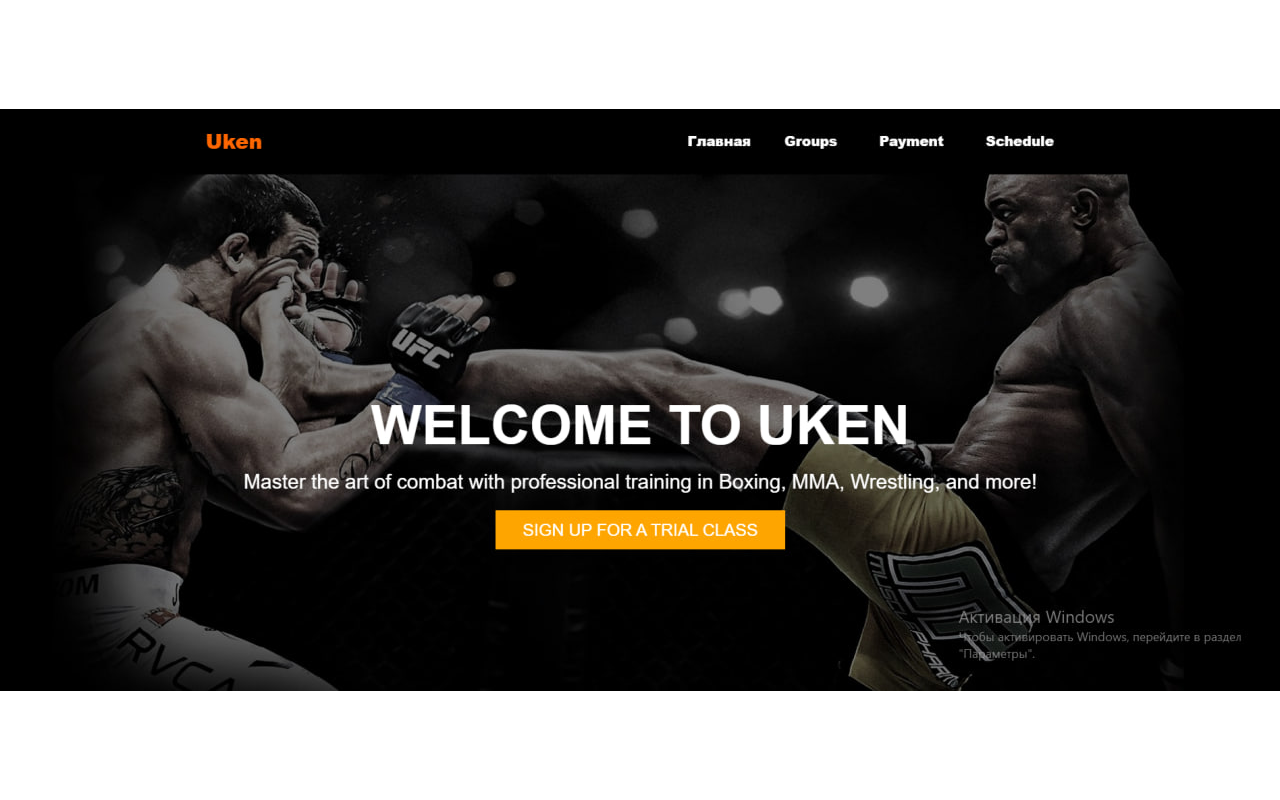 Uken
Главная Groups Payment Schedule
UFC
WELCOME TO UKEN
Master the art of combat with professional training in Boxing, MMA, Wrestling, and more!
SIGN UP FOR A TRIAL CLASS
RVCA
MUSCLEPHARM
Активация Windows
Чтобы активировать Windows, перейдите в раздел
"Параметры".